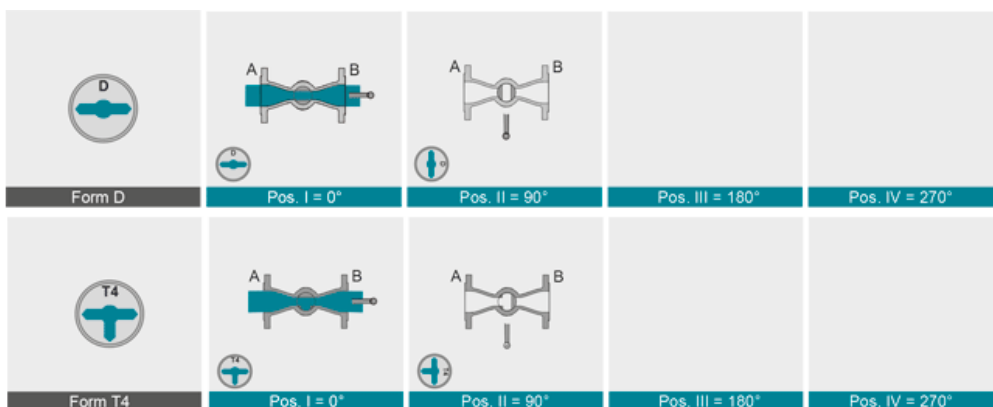 D
A B
D
A B
D
Form D
Pos. I = 0°
Pos. II = 90°
Pos. III = 180°
Pos. IV = 270°
T4
A B
T4
A B
T4
Form T4
Pos. I = 0°
Pos. II = 90°
Pos. III = 180°
Pos. IV = 270°